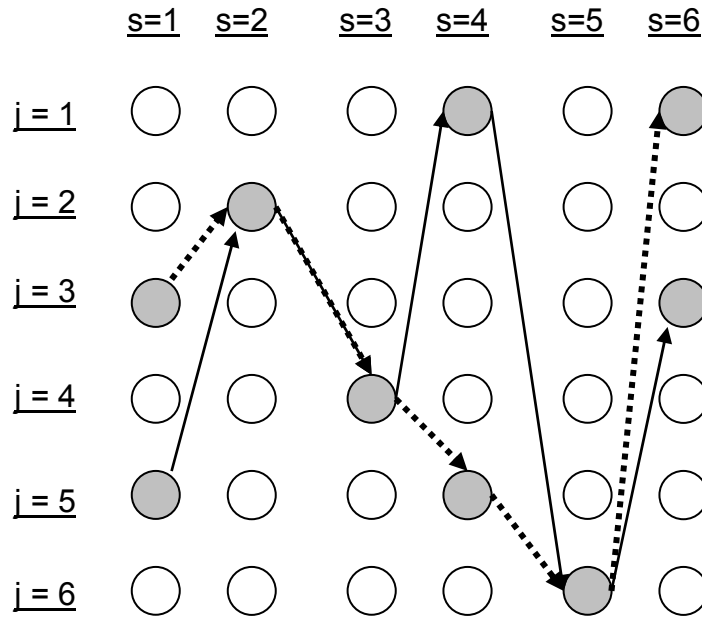 s=1 s=2 s=3 s=4 s=5 s=6
j = 1
j = 2
j = 3
j = 4
j = 5
j = 6